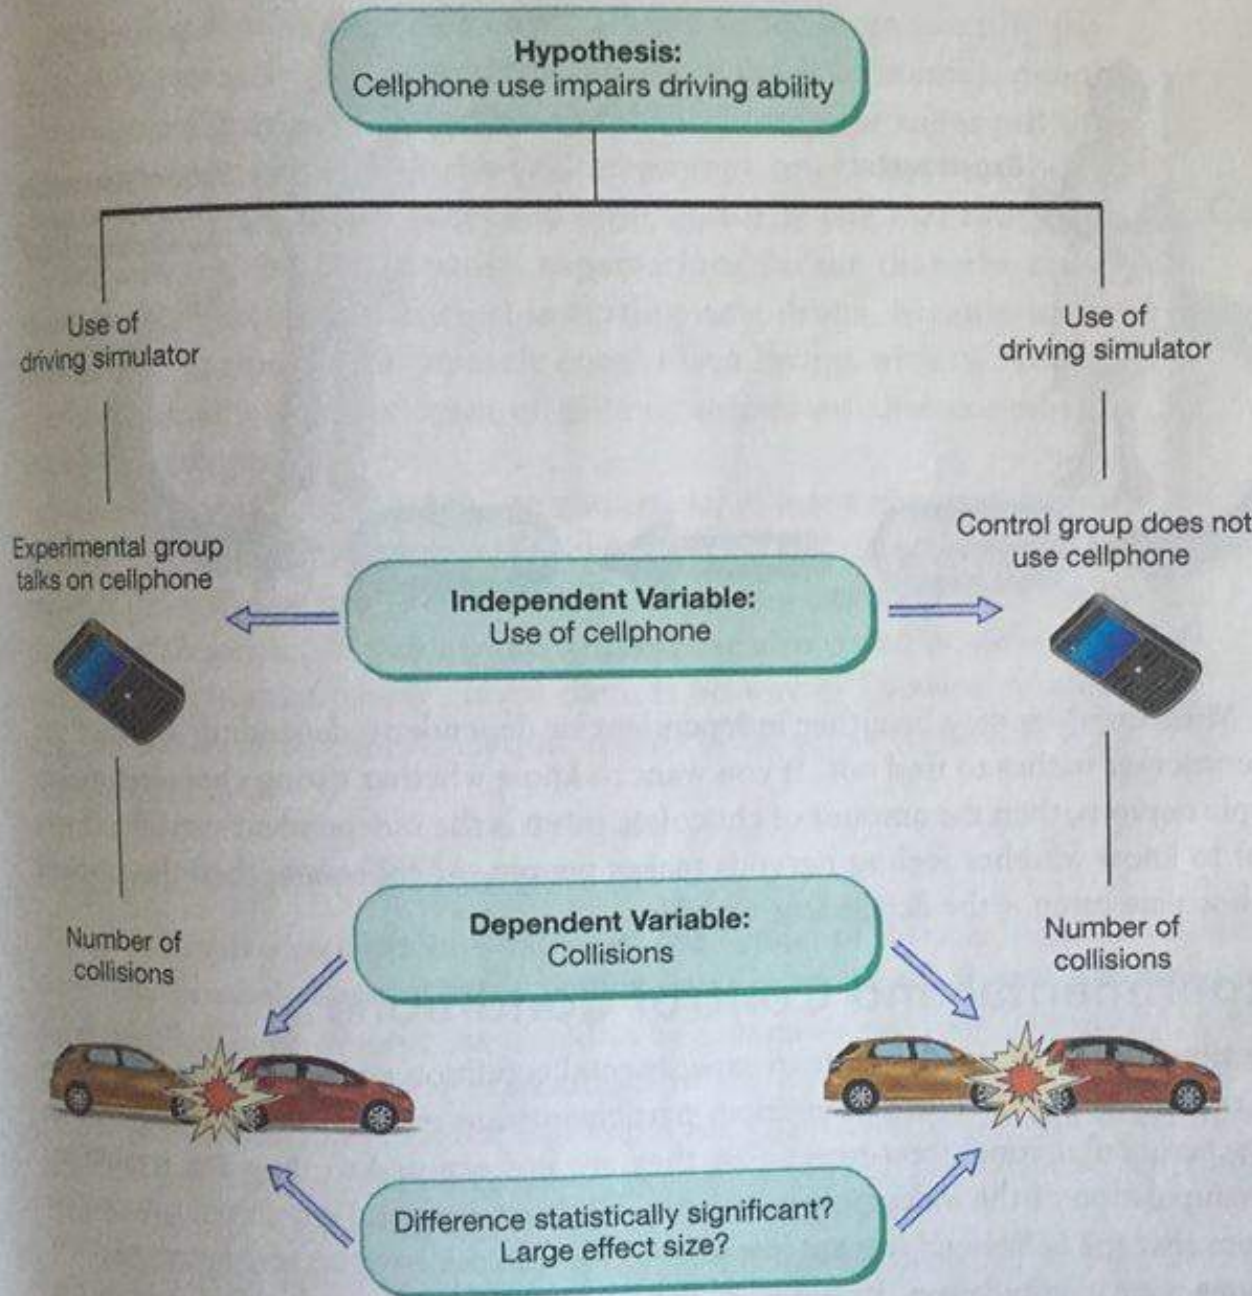 Hypothesis:
Cellphone use impairs driving ability
Use of
driving simulator
Use of
driving simulator
Experimental group
talks on cellphone
Independent Variable:
Use of cellphone
Control group does not
use cellphone
Number of
collisions
Dependent Variable:
Collisions
Number of
collisions
Difference statistically significant?
Large effect size?